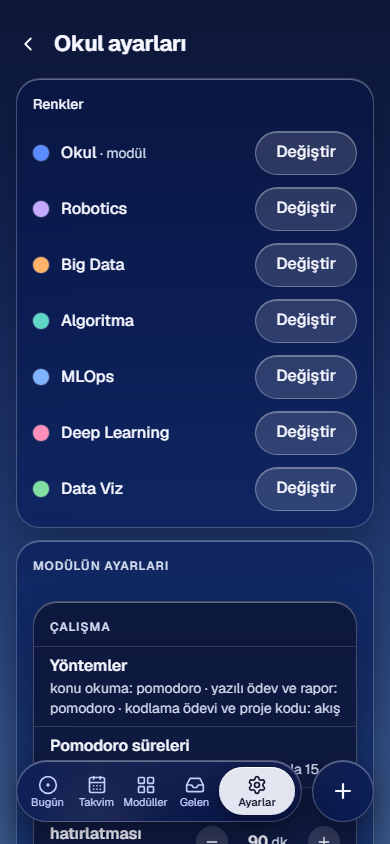 Okul ayarları
Renkler
Okul · modül
Değiştir
Robotics
Değiştir
Big Data
Değiştir
Algoritma
Değiştir
MLOps
Değiştir
Deep Learning
Değiştir
Data Viz
Değiştir
MODÜLÜN AYARLARI
ÇALIŞMA
Yöntemler
konu okuma: pomodoro · yazılı ödev ve rapor:
pomodoro · kodlama ödevi ve proje kodu: akış
Pomodoro süreleri
15
Bugün
Takvim
Modüller
Gelen
Ayarlar
+
hatırlatması
− 90 dk +